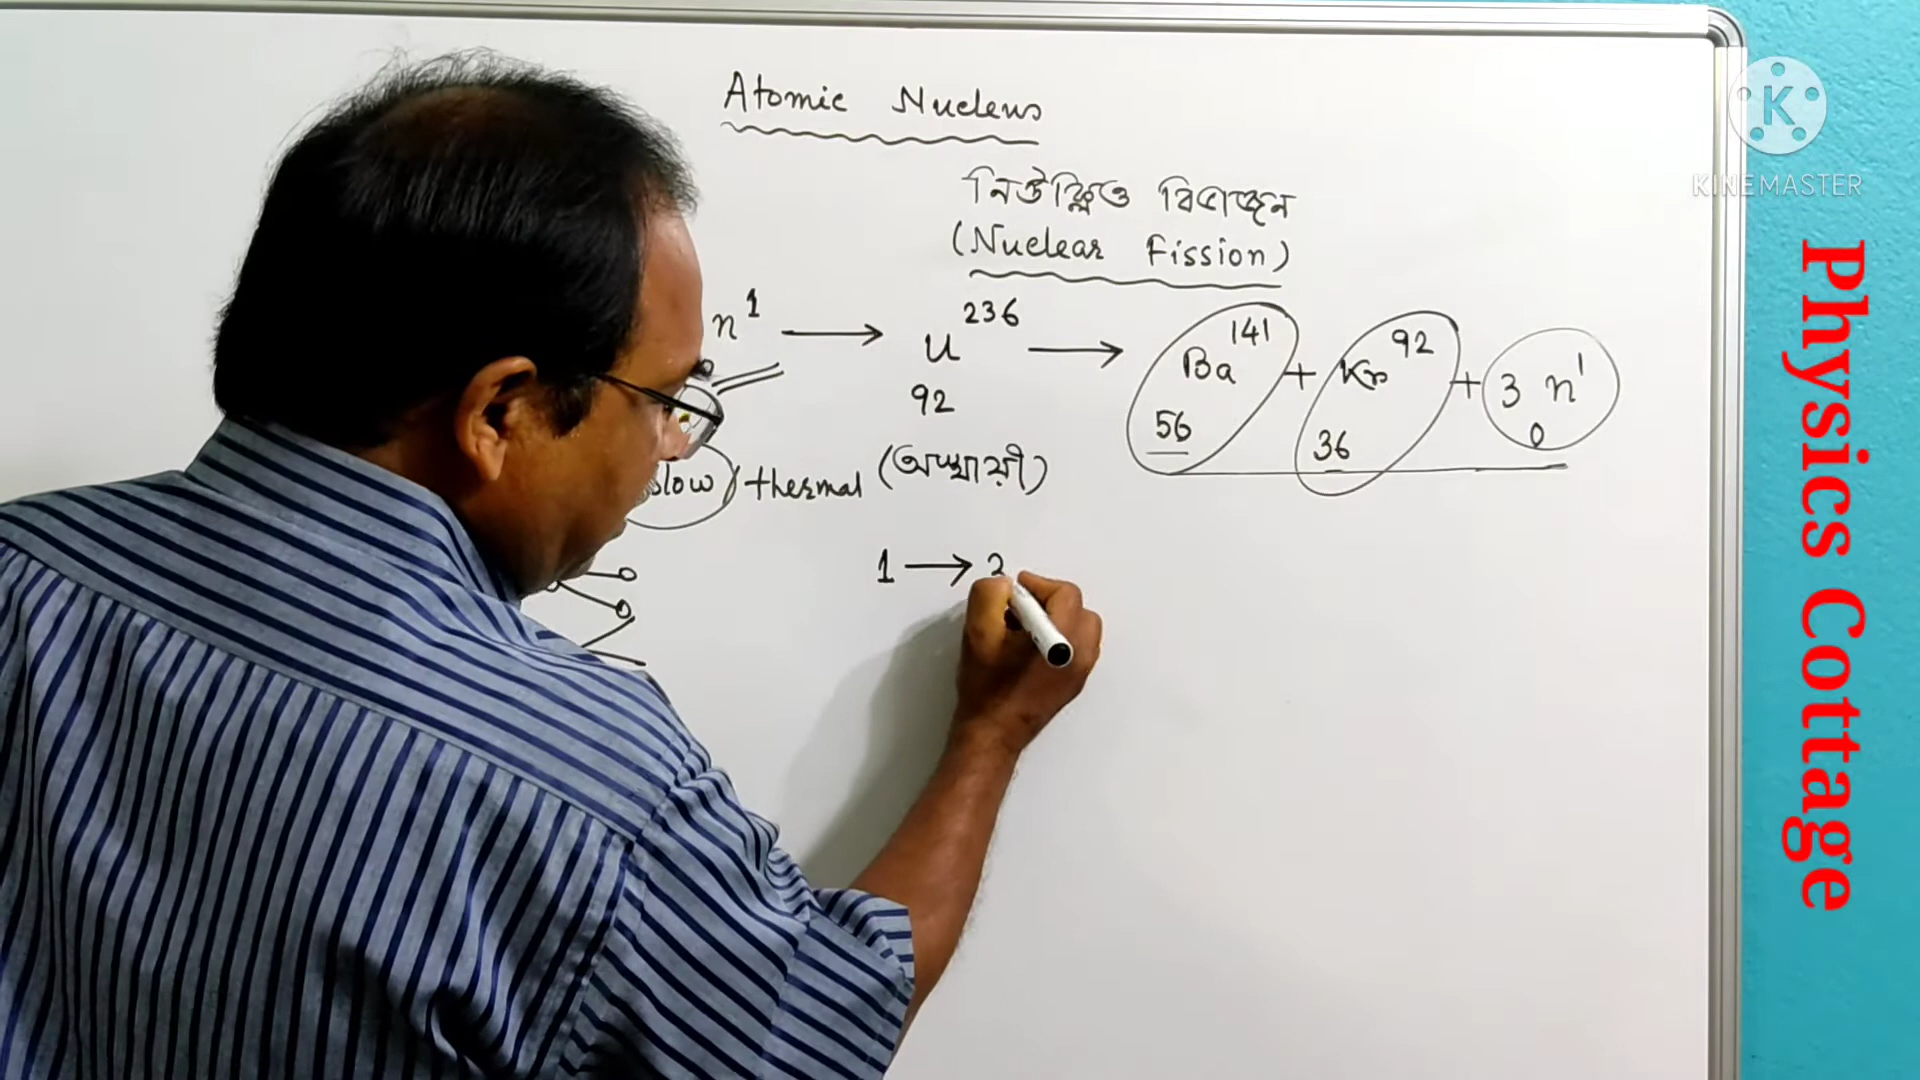 Atomic Nucleus
নিউক্লিও বিভাজন
(Nuclear Fission)
n¹ → U²³⁶ → Ba¹⁴¹ + Kr⁹² + 3 n¹
92 56 36 0
slow / thermal (অস্থায়ী)
1 → 3
K
KINEMASTER
Physics Cottage